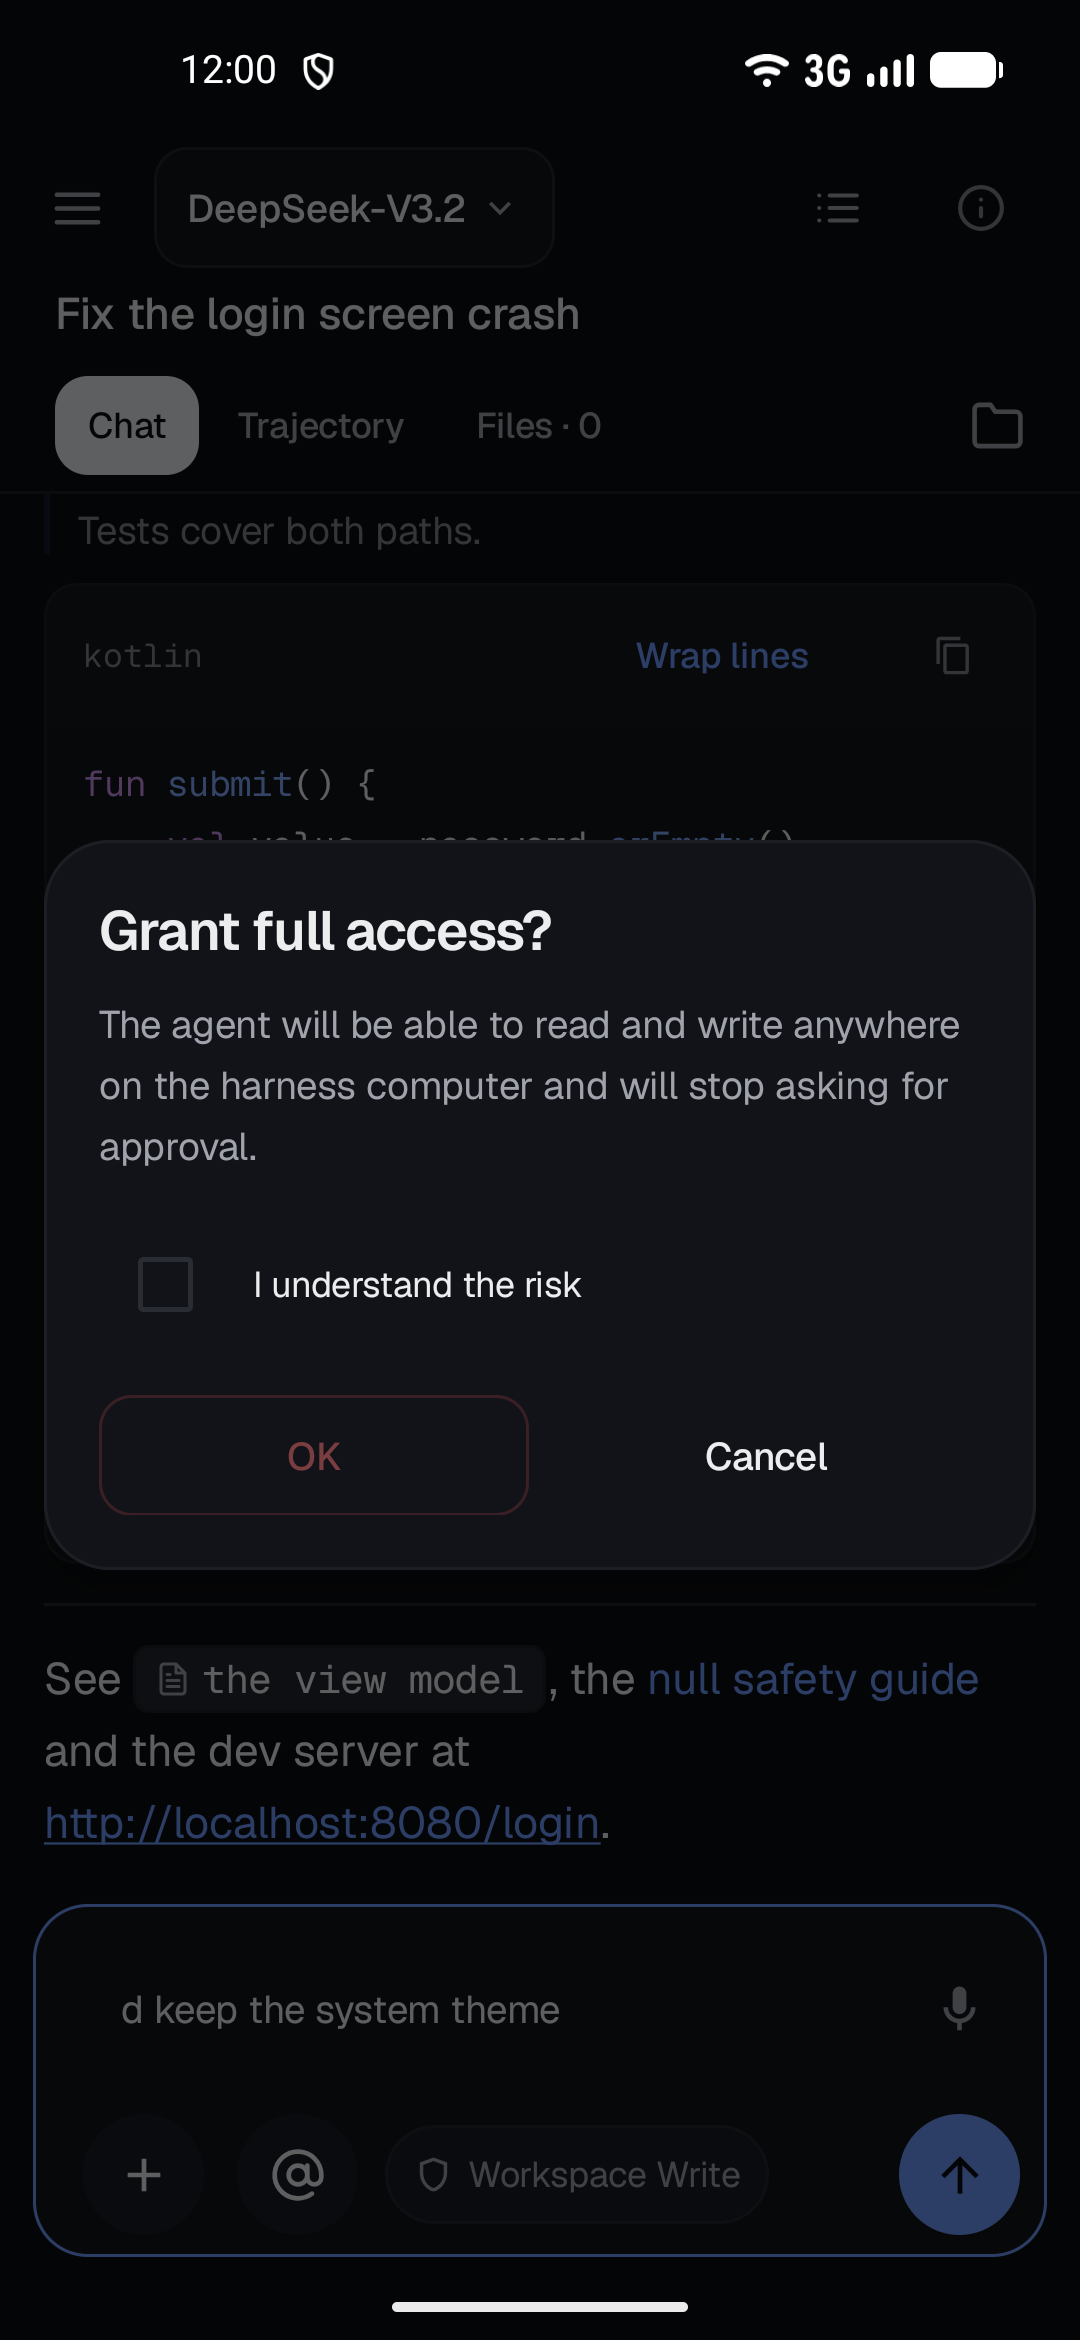 12:00
3G
DeepSeek-V3.2
Fix the login screen crash
Chat
Trajectory
Files · 0
Tests cover both paths.
kotlin
Wrap lines
fun submit() {
Grant full access?
The agent will be able to read and write anywhere
on the harness computer and will stop asking for
approval.
I understand the risk
OK
Cancel
See the view model, the null safety guide
and the dev server at
http://localhost:8080/login.
d keep the system theme
Workspace Write